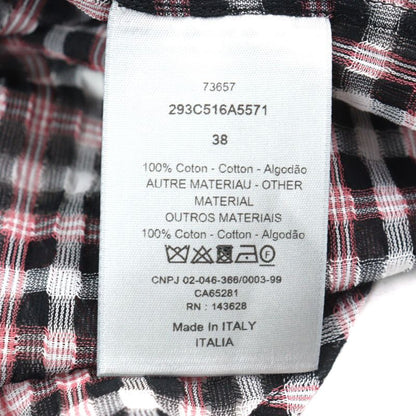 73657
293C516A5571
38
100% Coton - Cotton - Algodão
AUTRE MATERIAU - OTHER
MATERIAL
OUTROS MATERIAIS
100% Coton - Cotton - Algodão
CNPJ 02-046-366/0003-99
CA65281
RN : 143628
Made In ITALY
ITALIA